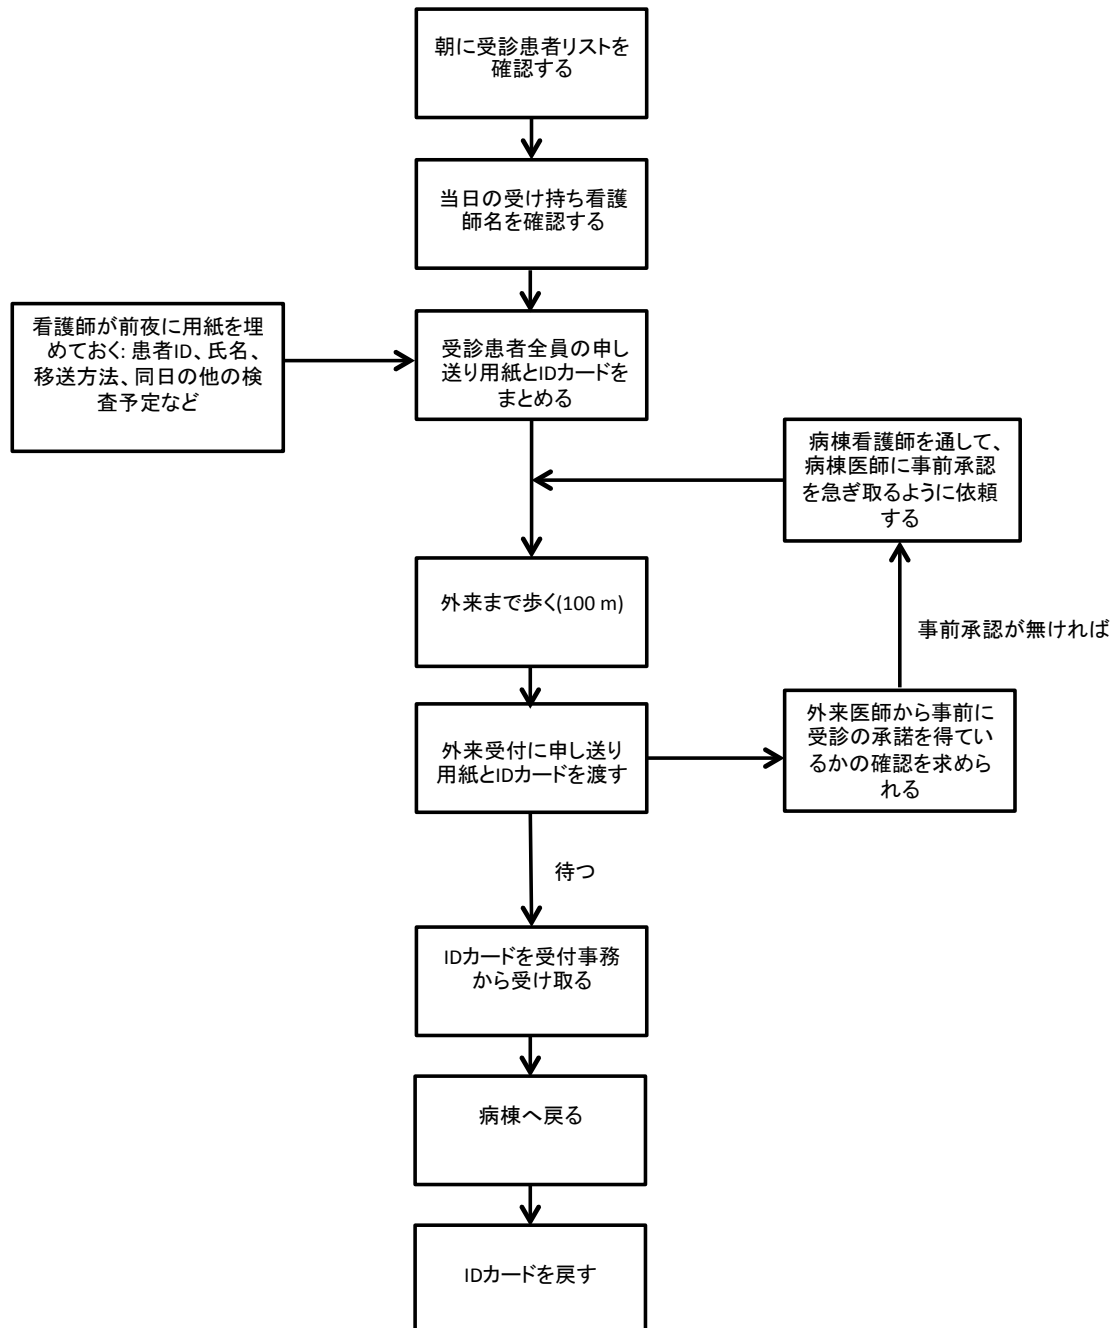 朝に受診患者リストを
確認する
当日の受け持ち看護
師名を確認する
看護師が前夜に用紙を埋
めておく: 患者ID、氏名、
移送方法、同日の他の検
査予定など
受診患者全員の申し
送り用紙とIDカードを
まとめる
病棟看護師を通して、
病棟医師に事前承認
を急ぎ取るように依頼
する
外来まで歩く(100 m)
事前承認が無ければ
外来受付に申し送り
用紙とIDカードを渡す
外来医師から事前に
受診の承諾を得てい
るかの確認を求めら
れる
待つ
IDカードを受付事務
から受け取る
病棟へ戻る
IDカードを戻す